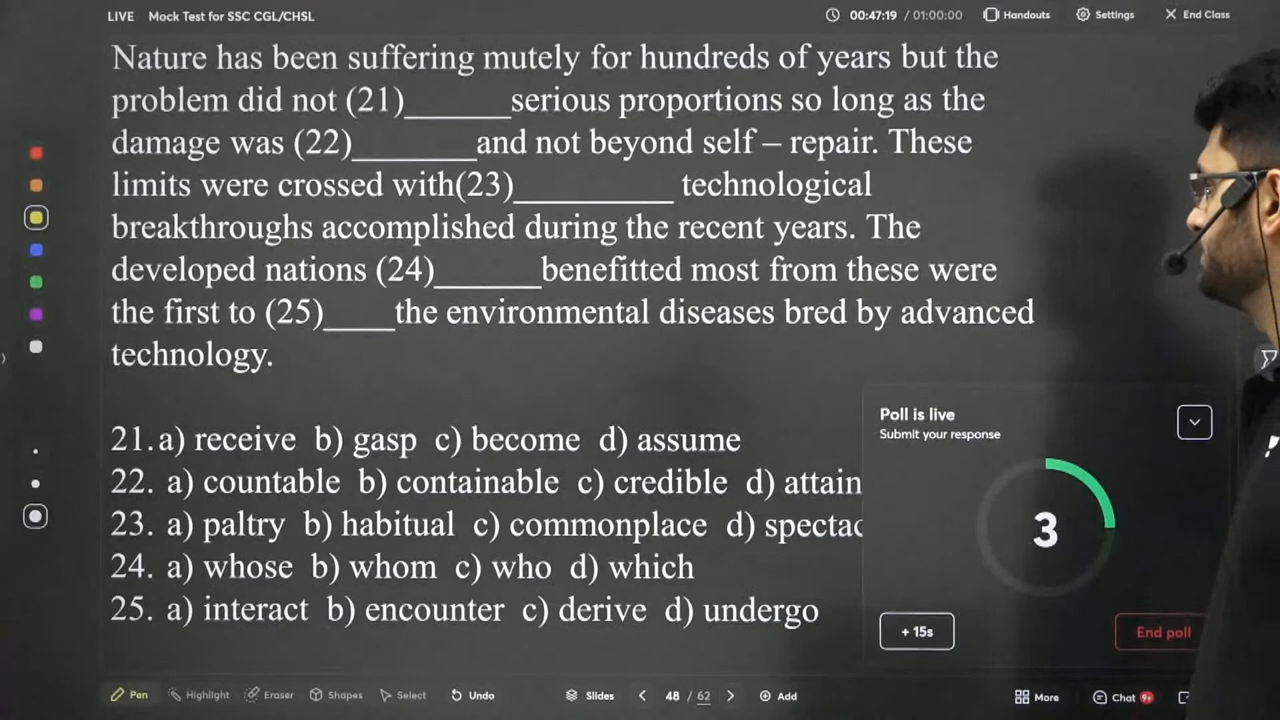 LIVE Mock Test for SSC CGL/CHSL 00:47:19 / 01:00:00 Handouts Settings End Class
Nature has been suffering mutely for hundreds of years but the
problem did not (21)______serious proportions so long as the
damage was (22)_______and not beyond self – repair. These
limits were crossed with(23)_________ technological
breakthroughs accomplished during the recent years. The
developed nations (24)______benefitted most from these were
the first to (25)____the environmental diseases bred by advanced
technology.
21.a) receive b) gasp c) become d) assume
22. a) countable b) containable c) credible d) attain
23. a) paltry b) habitual c) commonplace d) spectac
24. a) whose b) whom c) who d) which
25. a) interact b) encounter c) derive d) undergo
Poll is live
Submit your response
3
+ 15s End poll
Pen Highlight Eraser Shapes Select Undo Slides 48 / 62 Add More Chat 9+